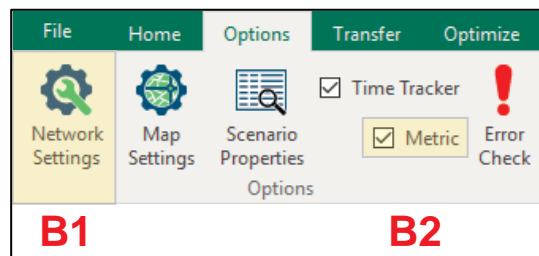 File Home Options Transfer Optimize
Network Settings
Map Settings
Scenario Properties
Time Tracker
Metric
Error Check
Options
B1 B2